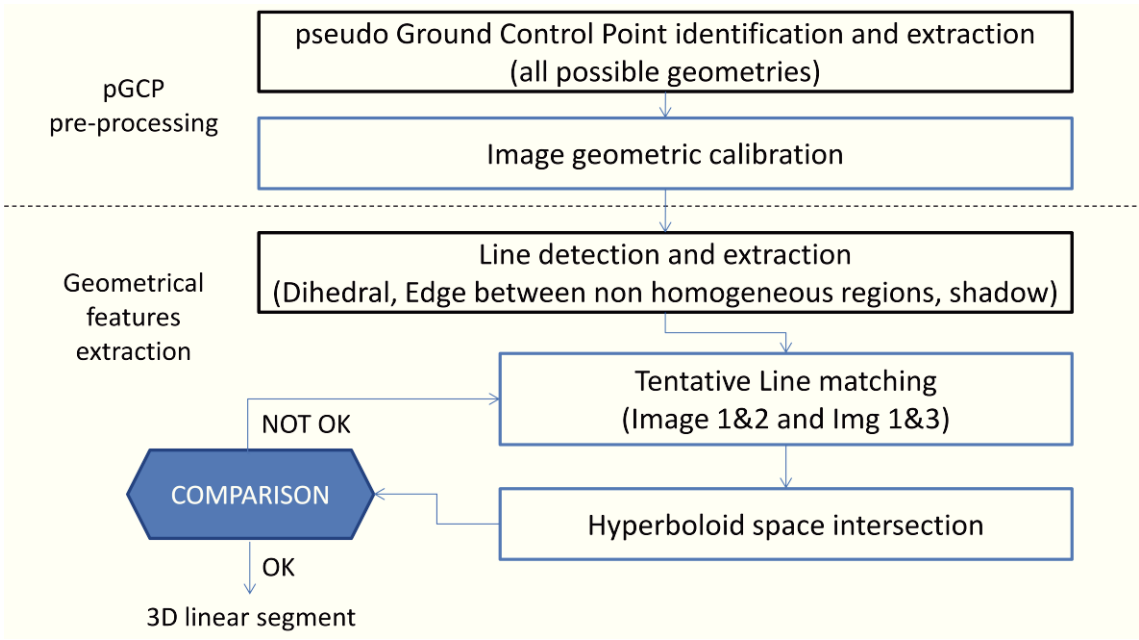 pseudo Ground Control Point identification and extraction
(all possible geometries)
pGCP
pre-processing
Image geometric calibration
Line detection and extraction
(Dihedral, Edge between non homogeneous regions, shadow)
Geometrical
features
extraction
Tentative Line matching
(Image 1&2 and Img 1&3)
NOT OK
COMPARISON
Hyperboloid space intersection
OK
3D linear segment